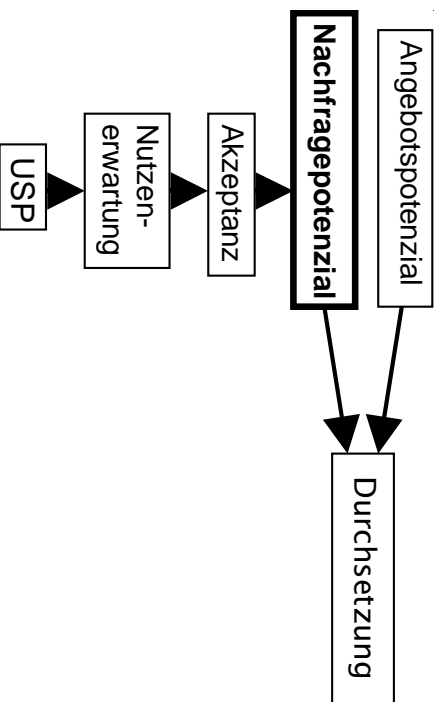 Angebotspotenzial
Nachfragepotenzial
Akzeptanz
Nutzen-
erwartung
USP
Durchsetzung